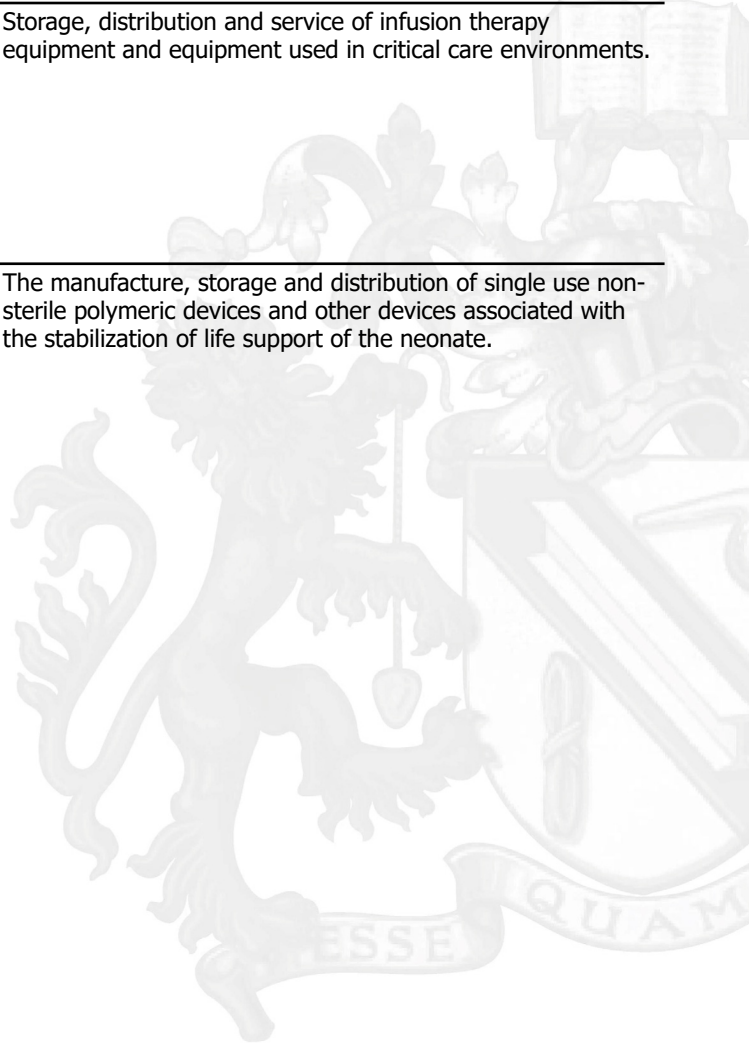 Storage, distribution and service of infusion therapy
equipment and equipment used in critical care environments.
The manufacture, storage and distribution of single use non-
sterile polymeric devices and other devices associated with
the stabilization of life support of the neonate.
ESSE
QUAM